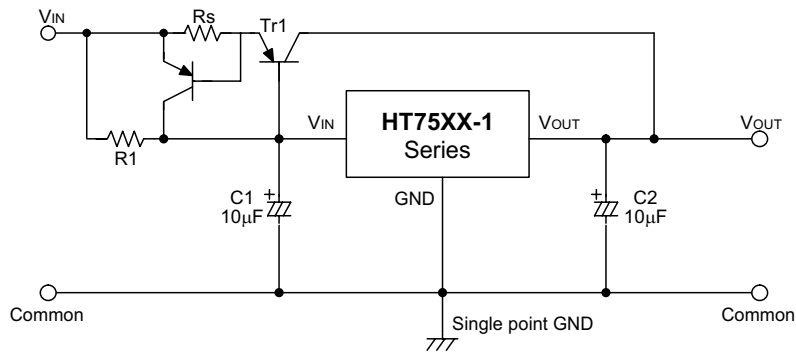 VIN
Rs
Tr1
R1
VIN
HT75XX-1
Series
VOUT
VOUT
GND
C1
10μF
C2
10μF
Common
Single point GND
Common